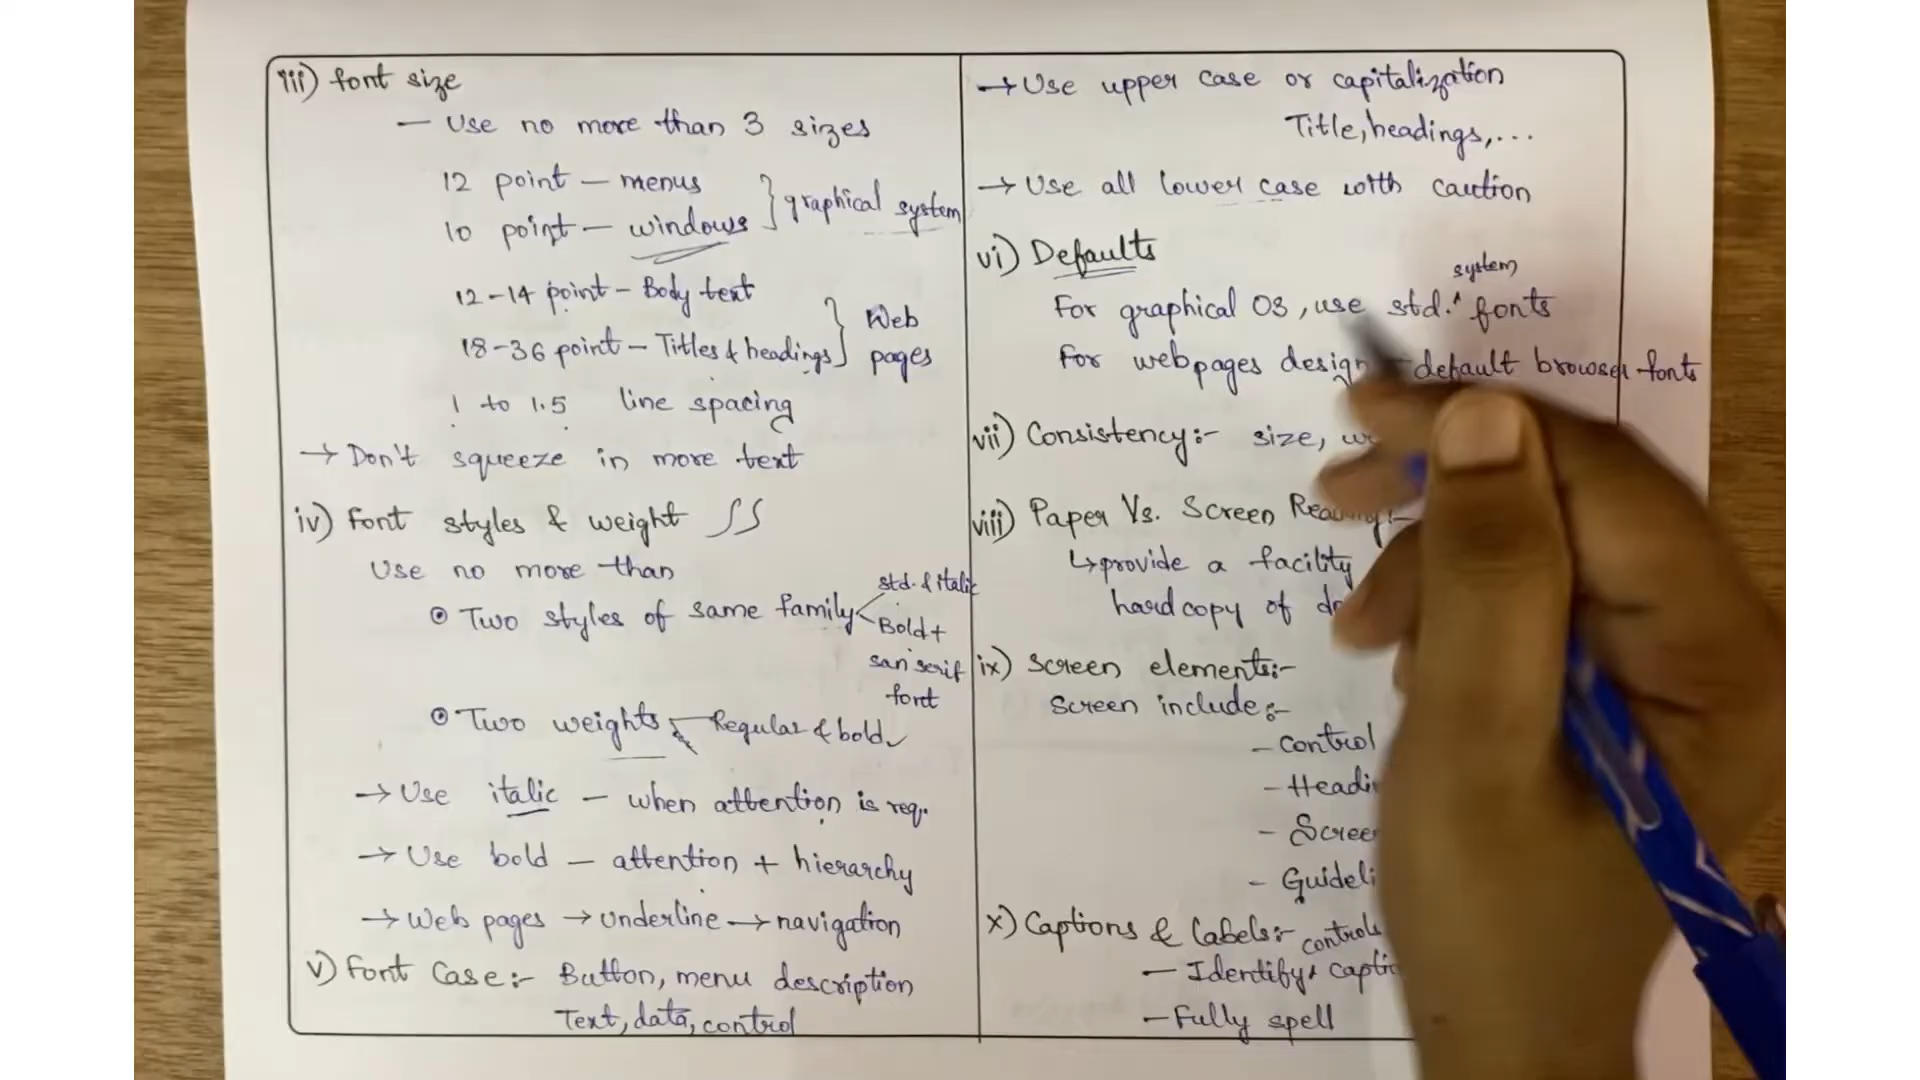 iii) font size
- Use no more than 3 sizes
12 point - menus
10 point - windows } graphical system
12-14 point - Body text
18-36 point - Titles & headings } Web pages
1 to 1.5 line spacing
→ Don't squeeze in more text
iv) Font styles & weight
Use no more than
⊙ Two styles of same family < std. & italic
Bold +
san serif
font
⊙ Two weights Regular & bold
→ Use italic - when attention is req.
→ Use bold - attention + hierarchy
→ Web pages → underline → navigation
v) Font Case:- Button, menu description
Text, data, control
→ Use upper case or capitalization
Title, headings,...
→ Use all lower case with caution
vi) Defaults
For graphical OS, use std. system fonts
For webpages design - default browser fonts
vii) Consistency:- size,
viii) Paper Vs. Screen Reading:-
↳ provide a facility
hardcopy of
ix) Screen elements:-
Screen include:-
- control
-
-
-
x) Captions & Labels:- controls
- Identify
- Fully spell